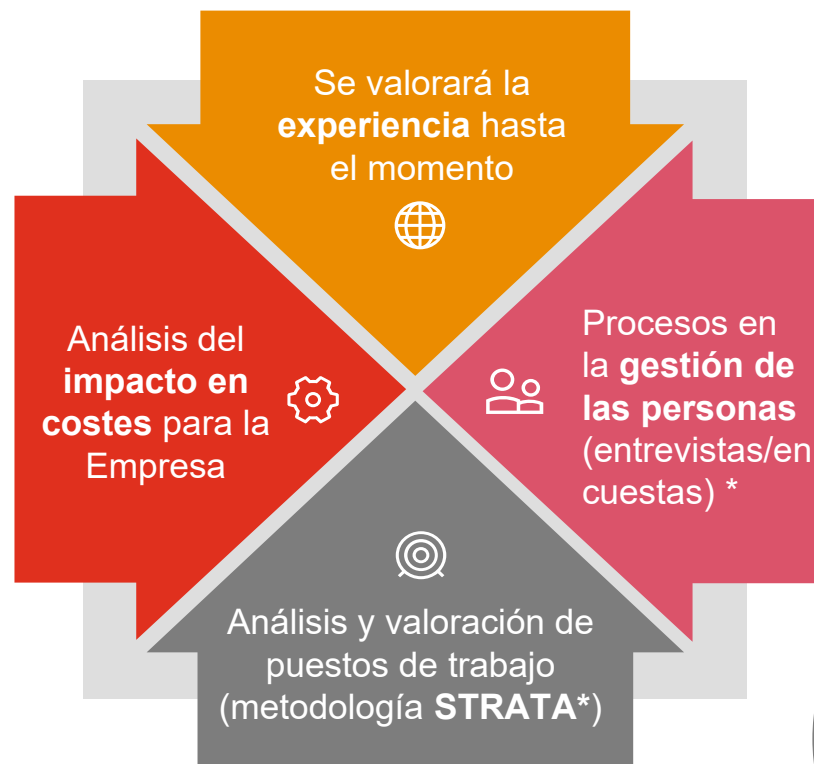 Se valorará la
experiencia hasta
el momento
Análisis del
impacto en
costes para la
Empresa
Procesos en
la gestión de
las personas
(entrevistas/en
cuestas) *
Análisis y valoración de
puestos de trabajo
(metodología STRATA*)